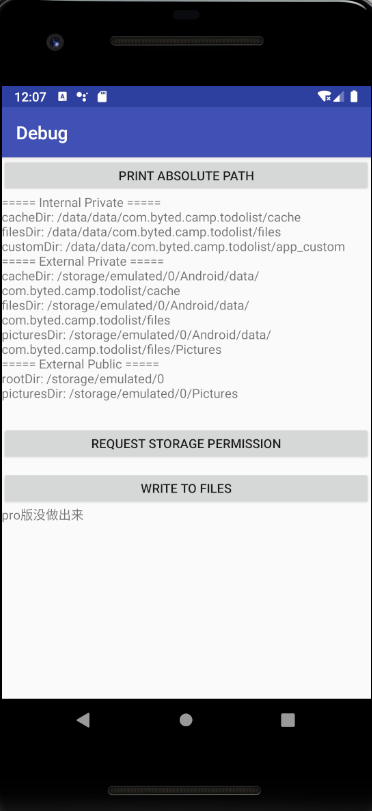 12:07
Debug
PRINT ABSOLUTE PATH
===== Internal Private =====
cacheDir: /data/data/com.byted.camp.todolist/cache
filesDir: /data/data/com.byted.camp.todolist/files
customDir: /data/data/com.byted.camp.todolist/app_custom
===== External Private =====
cacheDir: /storage/emulated/0/Android/data/
com.byted.camp.todolist/cache
filesDir: /storage/emulated/0/Android/data/
com.byted.camp.todolist/files
picturesDir: /storage/emulated/0/Android/data/
com.byted.camp.todolist/files/Pictures
===== External Public =====
rootDir: /storage/emulated/0
picturesDir: /storage/emulated/0/Pictures
REQUEST STORAGE PERMISSION
WRITE TO FILES
pro版没做出来